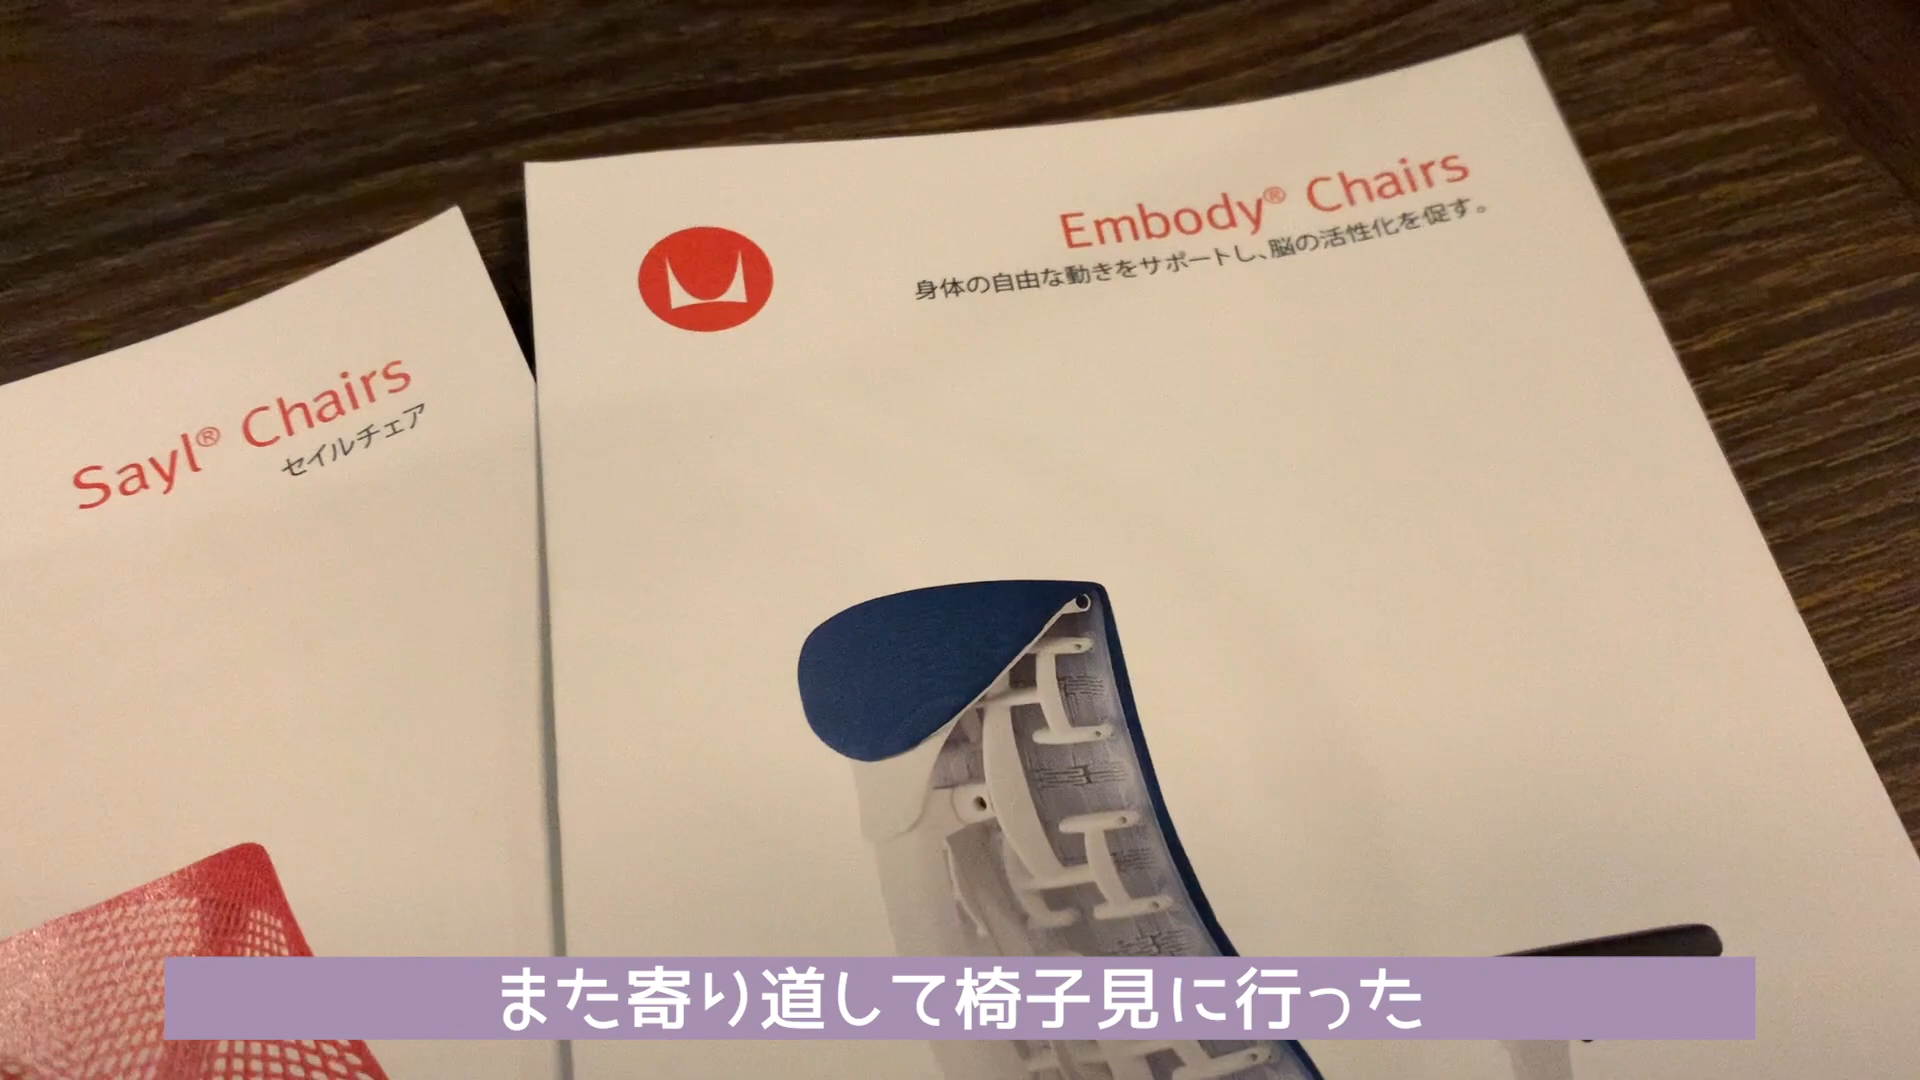 Embody® Chairs
身体の自由な動きをサポートし、脳の活性化を促す。
Sayl® Chairs
セイルチェア
また寄り道して椅子見に行った